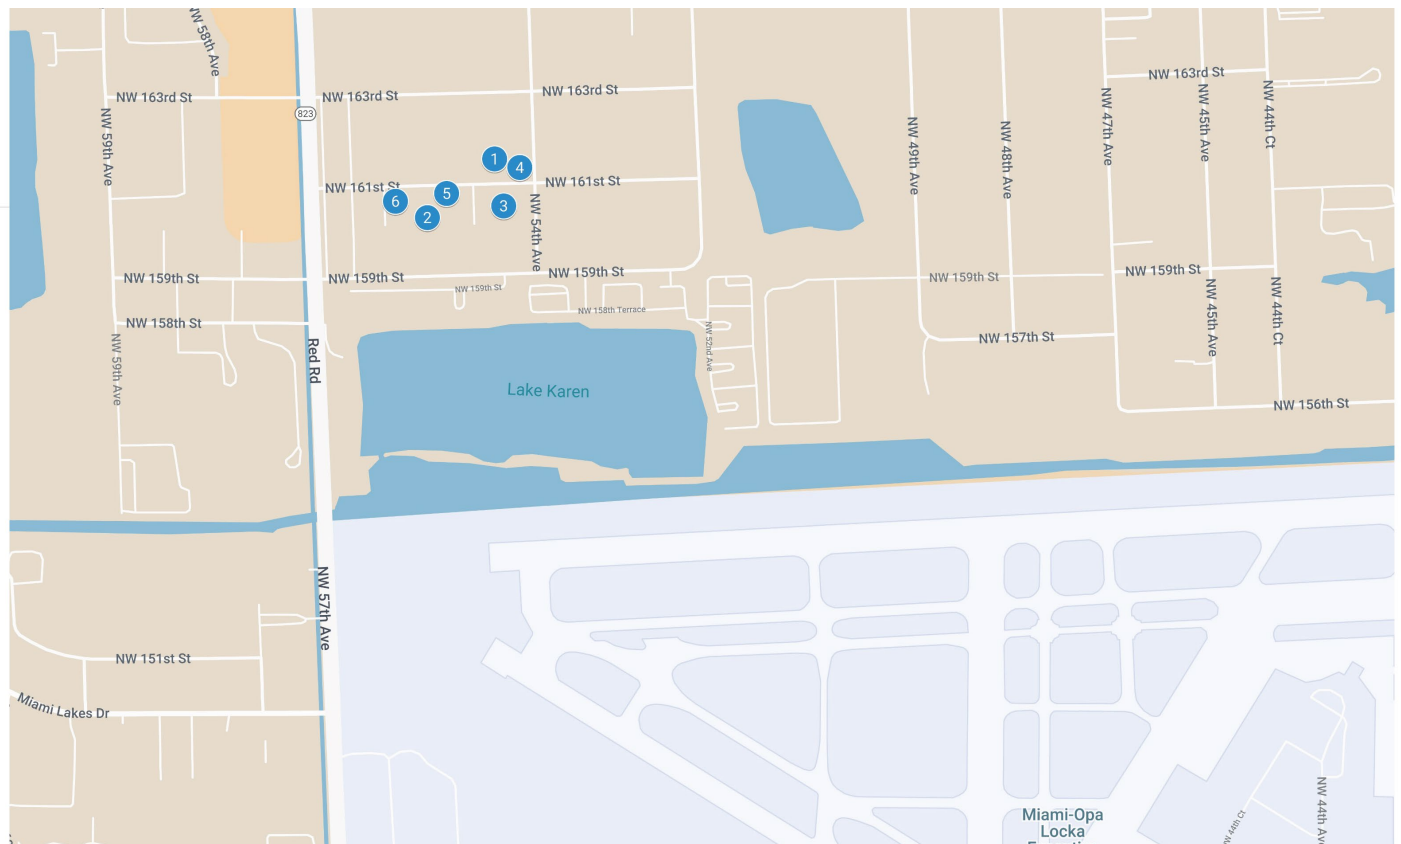 NW 58th Ave
NW 163rd St
NW 163rd St
NW 163rd St
NW 163rd St
823
NW 59th Ave
NW 49th Ave
NW 48th Ave
NW 47th Ave
NW 45th Ave
NW 44th Ct
1
4
NW 161st St
NW 161st St
5
6
3
2
NW 54th Ave
NW 159th St
NW 159th St
NW 159th St
NW 159th St
NW 159th St
NW 159th St
NW 158th Terrace
NW 158th St
NW 59th Ave
Red Rd
NW 52nd Ave
NW 157th St
NW 45th Ave
NW 44th Ct
Lake Karen
NW 156th St
NW 57th Ave
NW 151st St
Miami Lakes Dr
Miami-Opa
Locka
NW 44th Ct
NW 44th Ave